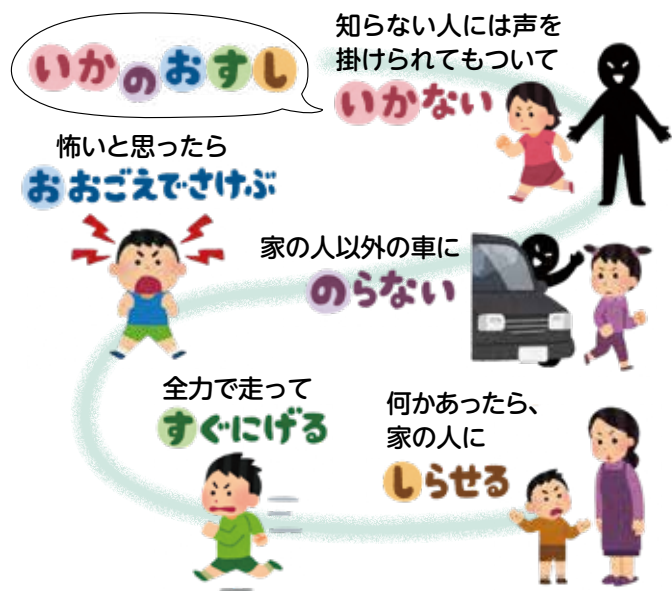 いかのおすし
知らない人には声を
掛けられてもついて
いかない
家の人以外の車に
のらない
怖いと思ったら
おおごえでさけぶ
全力で走って
すぐにげる
何かあったら、
家の人に
しらせる